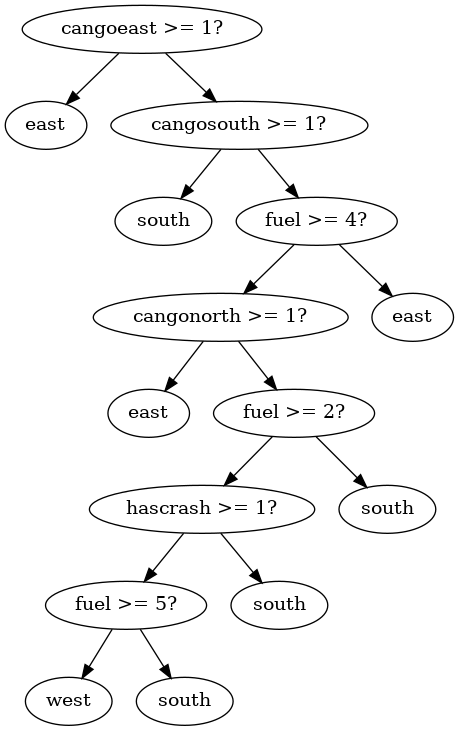 cangoeast >= 1?
east
cangosouth >= 1?
south
fuel >= 4?
cangonorth >= 1?
east
east
fuel >= 2?
hascrash >= 1?
south
fuel >= 5?
south
west
south